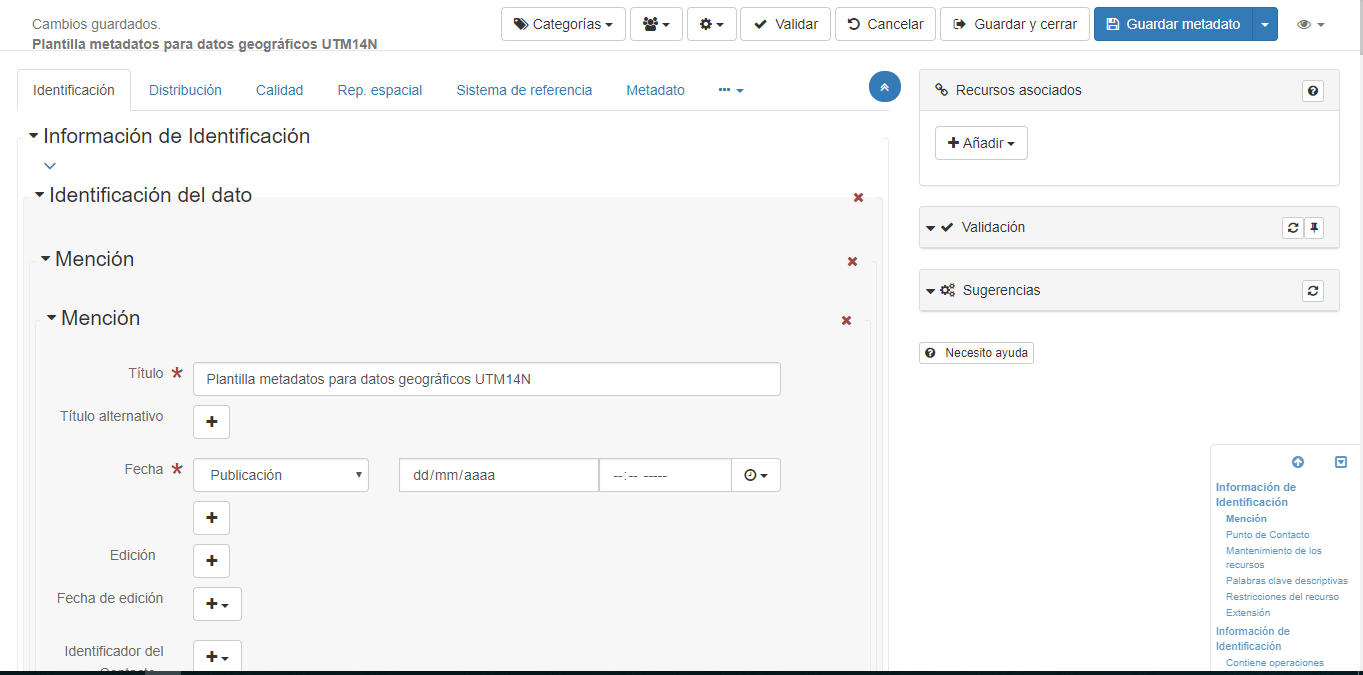 Cambios guardados.
Plantilla metadatos para datos geográficos UTM14N
Categorías
Validar
Cancelar
Guardar y cerrar
Guardar metadato
Identificación
Distribución
Calidad
Rep. espacial
Sistema de referencia
Metadato
Información de Identificación
Identificación del dato
Mención
Mención
Título
Plantilla metadatos para datos geográficos UTM14N
Título alternativo
Fecha
Publicación
dd/mm/aaaa
--:-- -----
Edición
Fecha de edición
Identificador del
Contacto
Recursos asociados
Añadir
Validación
Sugerencias
Necesito ayuda
Información de
Identificación
Mención
Punto de Contacto
Mantenimiento de los
recursos
Palabras clave descriptivas
Restricciones del recurso
Extensión
Información de
Identificación
Contiene operaciones